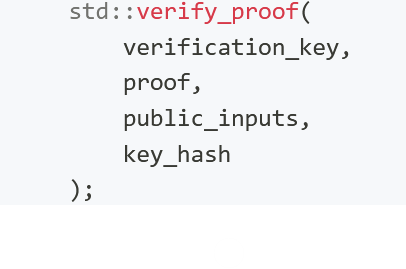 std::verify_proof(
verification_key,
proof,
public_inputs,
key_hash
);